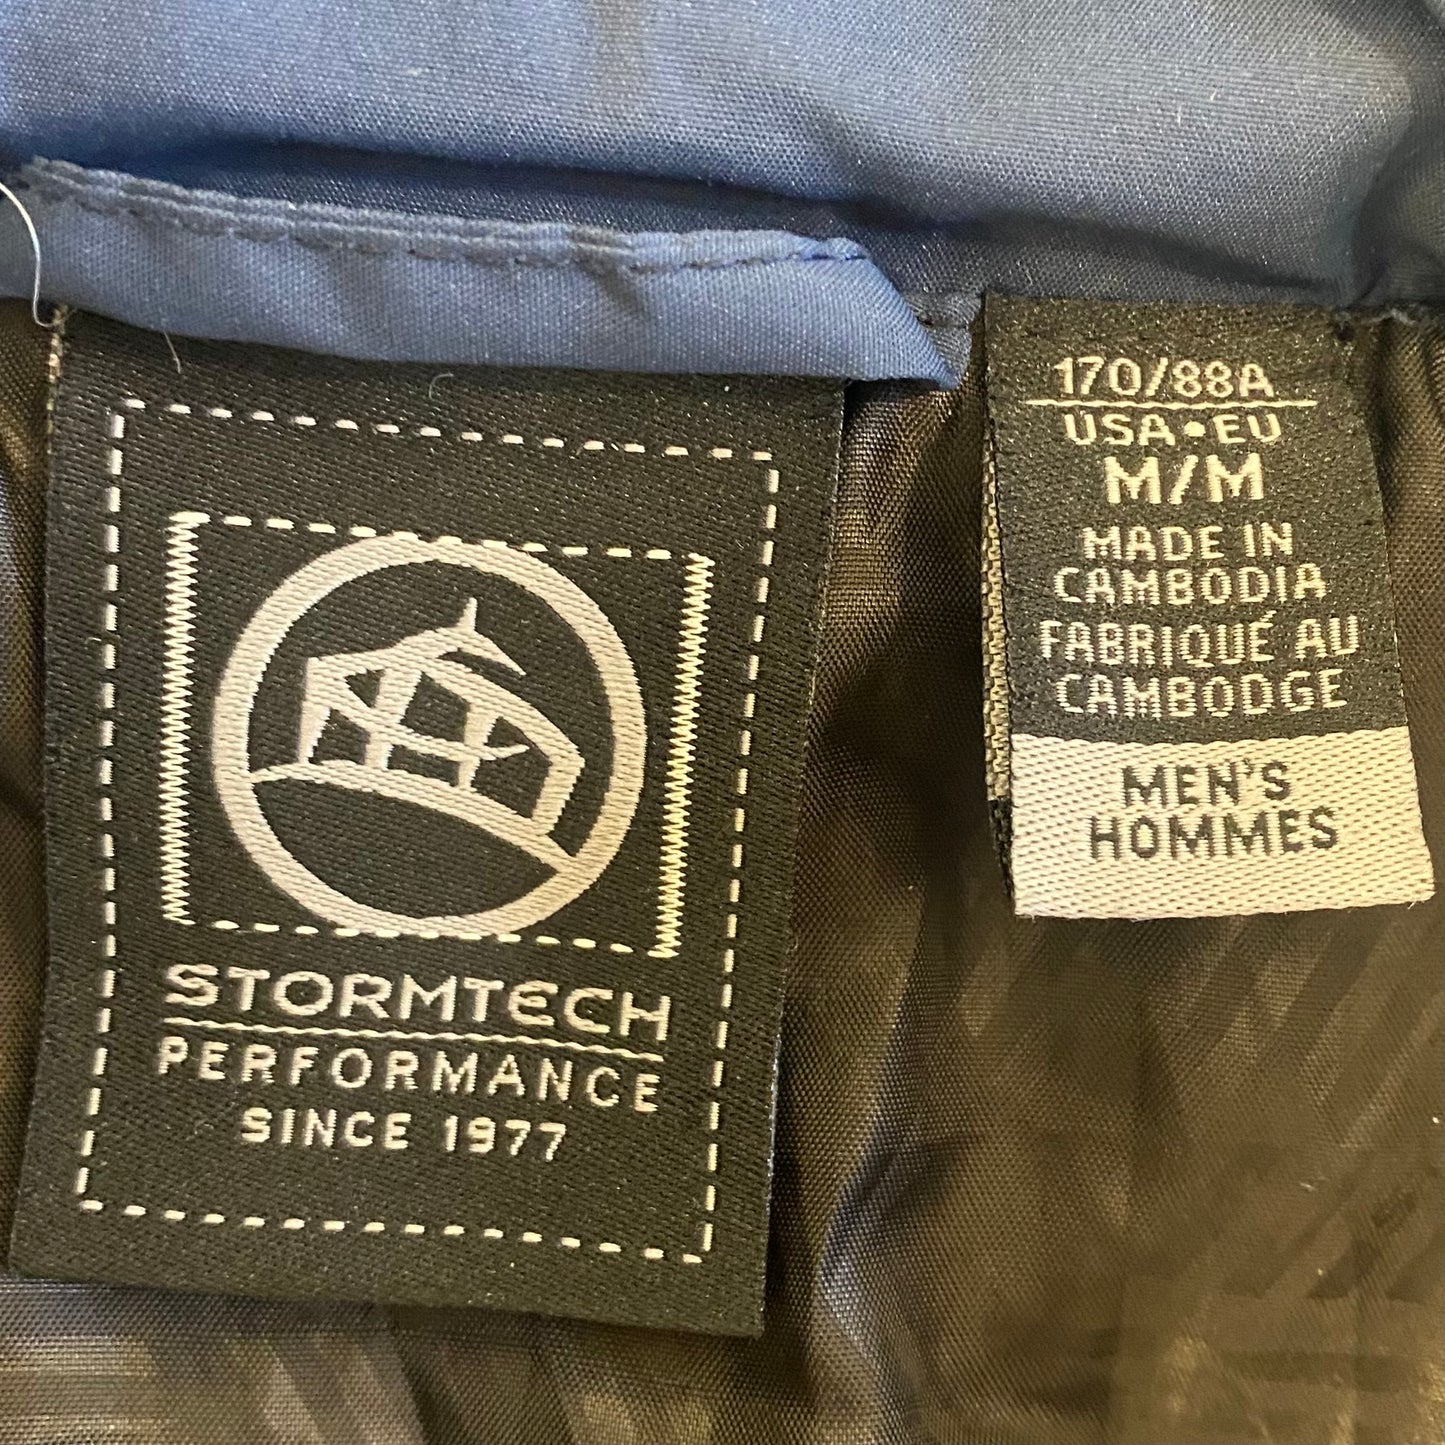 STORMTECH
PERFORMANCE
SINCE 1977
170/88A
USA•EU
M/M
MADE IN
CAMBODIA
FABRIQUÉ AU
CAMBODGE
MEN'S
HOMMES